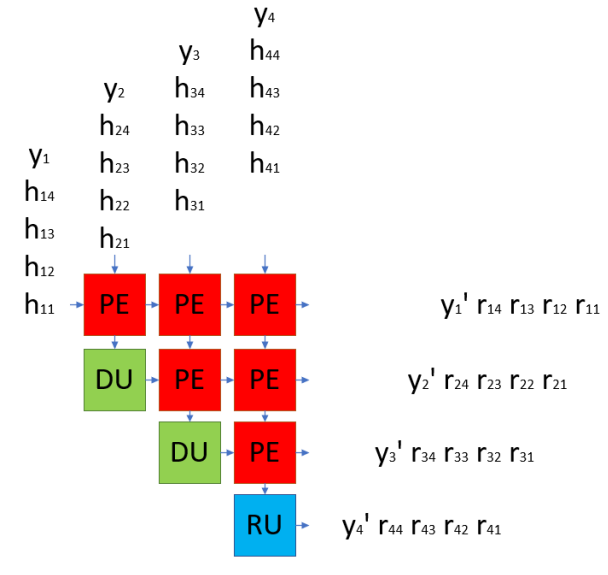 y4
y3 h44
y2 h34 h43
h24 h33 h42
y1 h23 h32 h41
h14 h22 h31
h13 h21
h12
h11 PE PE PE y1' r14 r13 r12 r11
DU PE PE y2' r24 r23 r22 r21
DU PE y3' r34 r33 r32 r31
RU y4' r44 r43 r42 r41